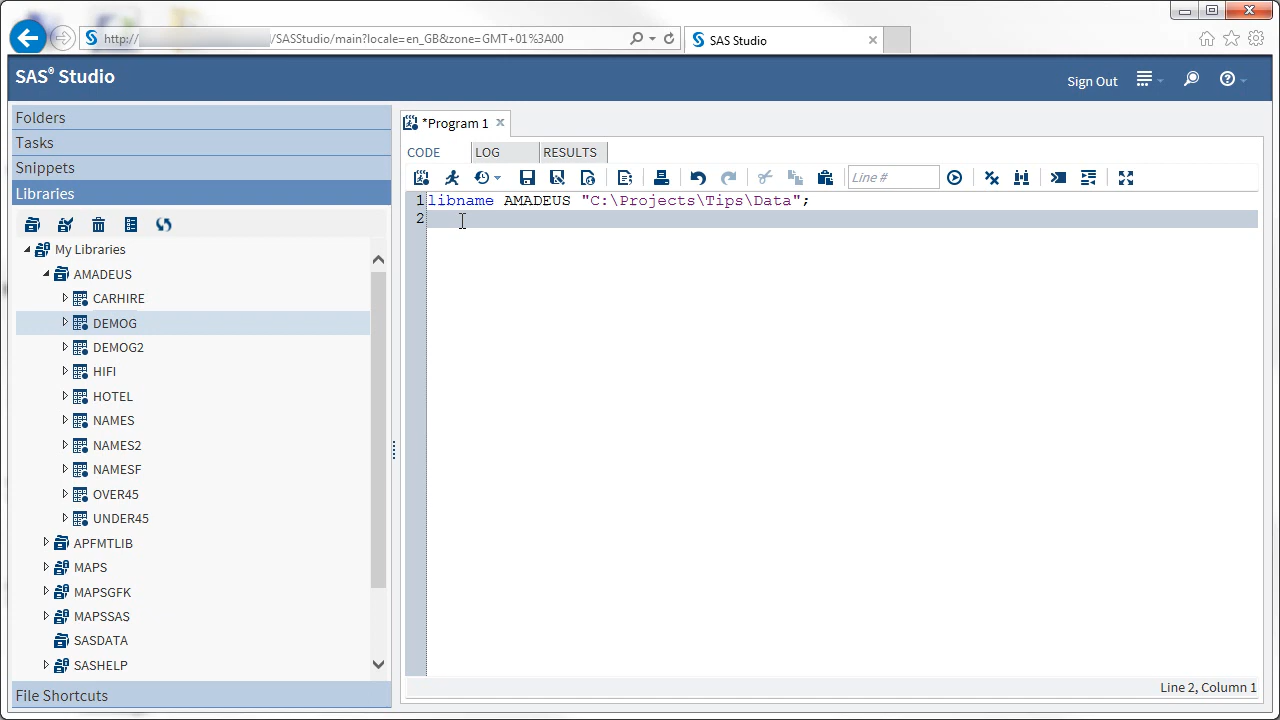 http://
/SASStudio/main?locale=en_GB&zone=GMT+01%3A00
SAS Studio
SAS® Studio
Sign Out
Folders
Tasks
Snippets
Libraries
My Libraries
AMADEUS
CARHIRE
DEMOG
DEMOG2
HIFI
HOTEL
NAMES
NAMES2
NAMESF
OVER45
UNDER45
APFMTLIB
MAPS
MAPSGFK
MAPSSAS
SASDATA
SASHELP
File Shortcuts
*Program 1
CODE
LOG
RESULTS
Line #
1 libname AMADEUS "C:\Projects\Tips\Data";
2
Line 2, Column 1